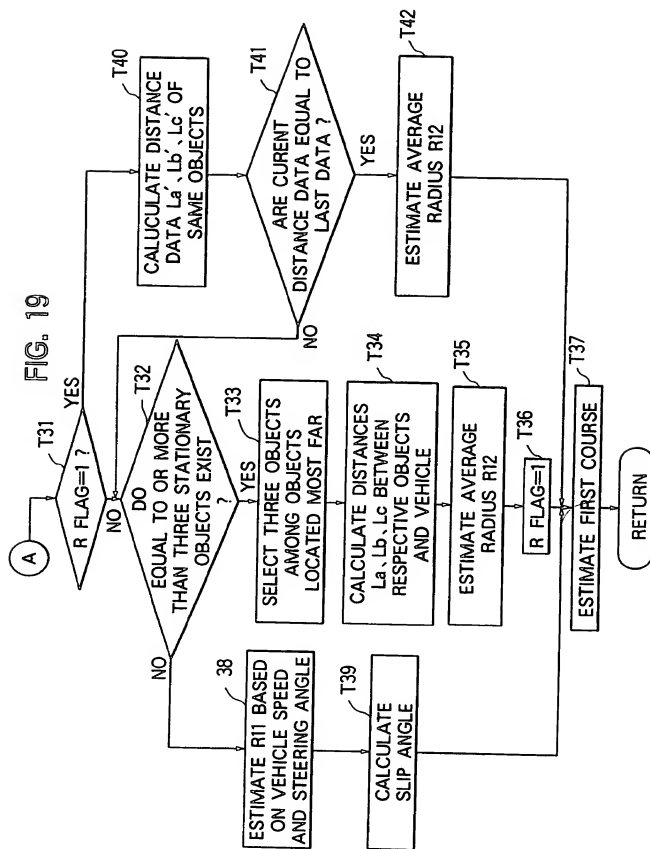 FIG. 19
A
T31
R FLAG=1 ?
YES
NO
T32
DO
EQUAL TO OR MORE
THAN THREE STATIONARY
OBJECTS EXIST
?
NO
YES
T33
SELECT THREE OBJECTS
AMONG OBJECTS
LOCATED MOST FAR
T34
CALCULATE DISTANCES
La、Lb、Lc BETWEEN
RESPECTIVE OBJECTS
AND VEHICLE
T35
ESTIMATE AVERAGE
RADIUS R12
T36
R FLAG=1
T37
ESTIMATE FIRST COURSE
RETURN
38
ESTIMATE R11 BASED
ON VEHICLE SPEED
AND STEERING ANGLE
T39
CALCULATE
SLIP ANGLE
T40
CALUCULATE DISTANCE
DATA La´、Lb´、Lc´ OF
SAME OBJECTS
T41
ARE CURENT
DISTANCE DATA EQUAL TO
LAST DATA ?
NO
YES
T42
ESTIMATE AVERAGE
RADIUS R12